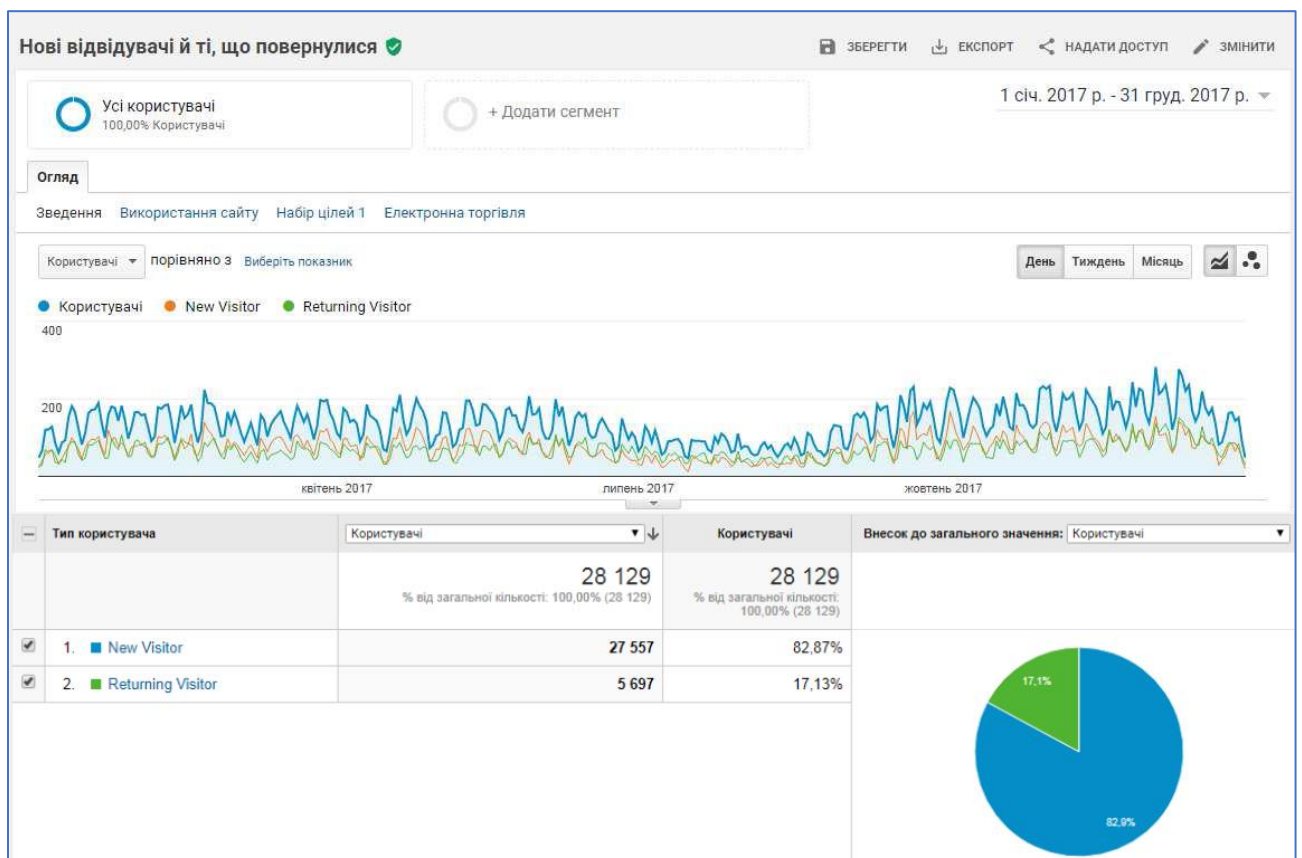 Нові відвідувачі й ті, що повернулися
ЗБЕРЕГТИ ЕКСПОРТ НАДАТИ ДОСТУП ЗМІНИТИ
Усі користувачі
100,00% Користувачі
+ Додати сегмент
1 січ. 2017 р. - 31 груд. 2017 р.
Огляд
Зведення Використання сайту Набір цілей 1 Електронна торгівля
Користувачі порівняно з Виберіть показник
День Тиждень Місяць
Користувачі New Visitor Returning Visitor
400
200
квітень 2017 липень 2017 жовтень 2017
Тип користувача Користувачі Користувачі Внесок до загального значення: Користувачі
28 129
% від загальної кількості: 100,00% (28 129)
28 129
% від загальної кількості:
100,00% (28 129)
1. New Visitor 27 557 82,87%
2. Returning Visitor 5 697 17,13%
17,1%
82,9%